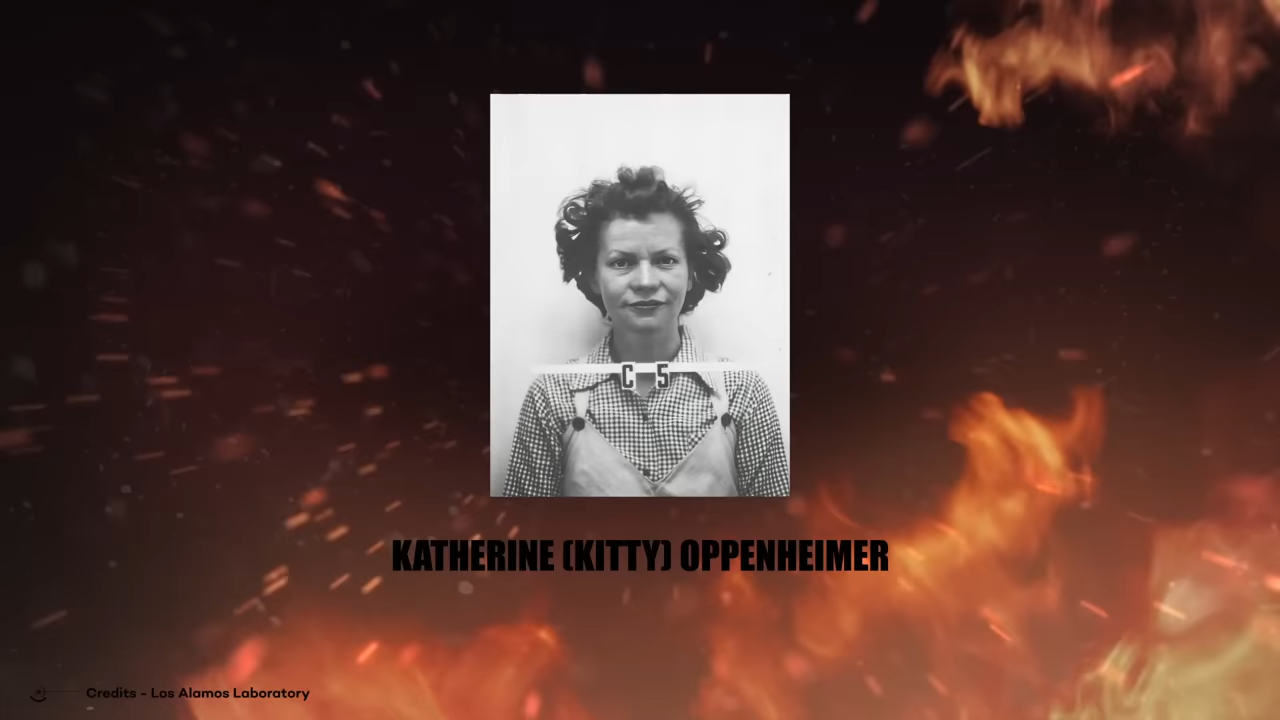 C 5
KATHERINE (KITTY) OPPENHEIMER
Credits - Los Alamos Laboratory